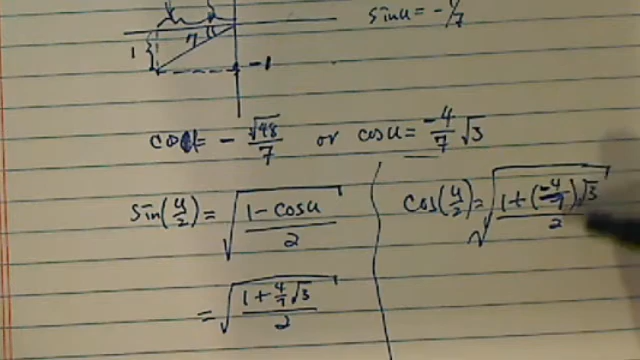 sin u = -1/7
1
7
-1
cos u = - √48/7 or cos u = -4/7 √3
sin(u/2) = √((1 - cos u)/2)
cos(u/2) = √((1 + (-4/7)√3)/2)
= √((1 + 4/7 √3)/2)